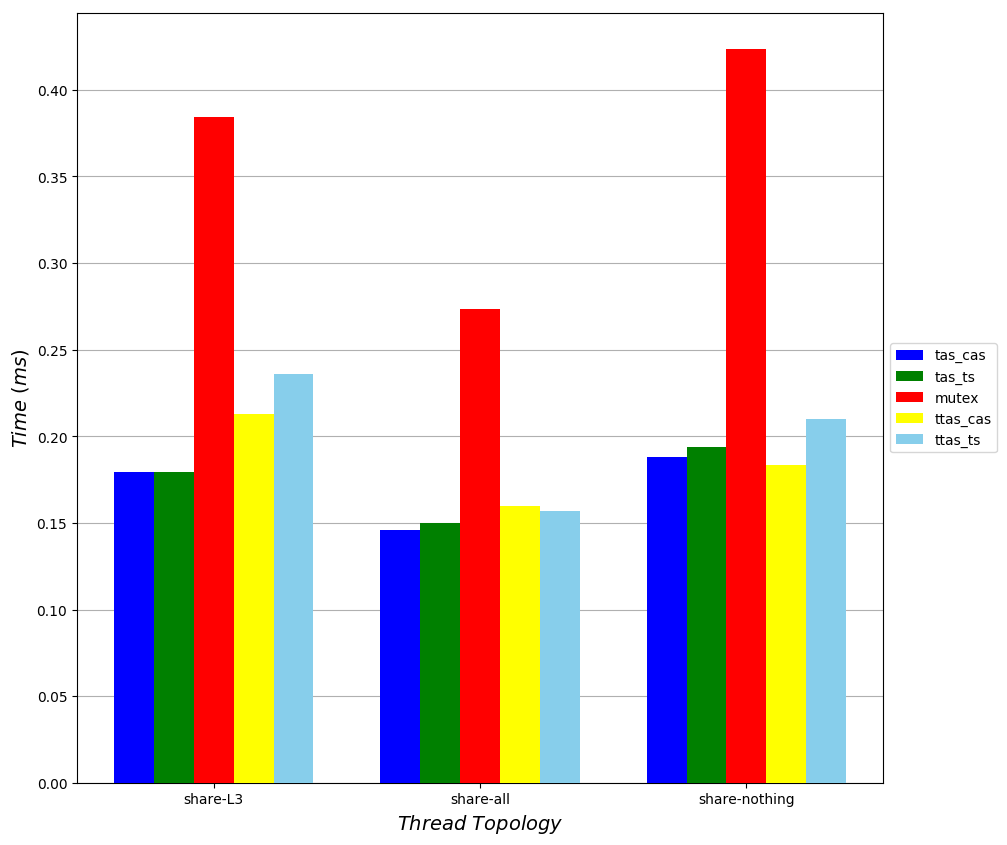 0.40
0.35
0.30
0.25
0.20
0.15
0.10
0.05
0.00
Time (ms)
share-L3
share-all
share-nothing
Thread Topology
tas_cas
tas_ts
mutex
ttas_cas
ttas_ts